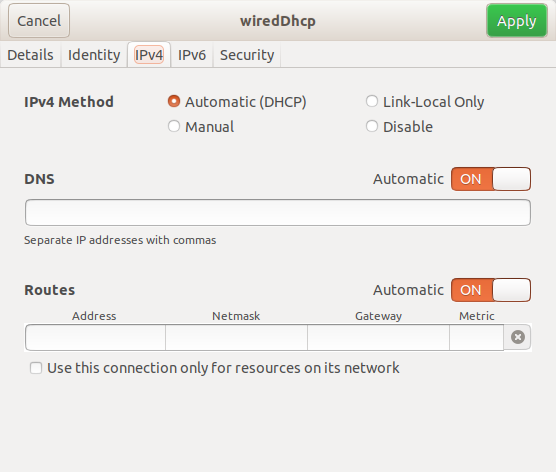 Cancel wiredDhcp Apply
Details Identity IPv4 IPv6 Security
IPv4 Method Automatic (DHCP) Link-Local Only
Manual Disable
DNS Automatic ON
Separate IP addresses with commas
Routes Automatic ON
Address Netmask Gateway Metric
Use this connection only for resources on its network